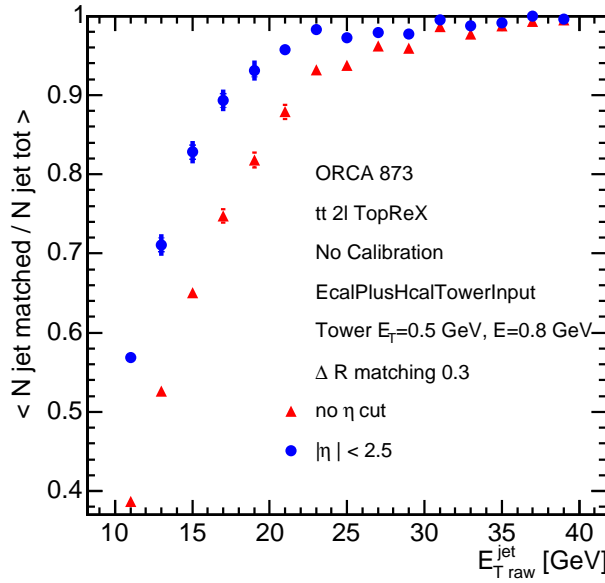 < N jet matched / N jet tot >
1
0.9
0.8
0.7
0.6
0.5
0.4
ORCA 873
tt 2l TopReX
No Calibration
EcalPlusHcalTowerInput
Tower E_T=0.5 GeV, E=0.8 GeV
Δ R matching 0.3
no η cut
|η| < 2.5
10 15 20 25 30 35 40
E_T raw^jet [GeV]